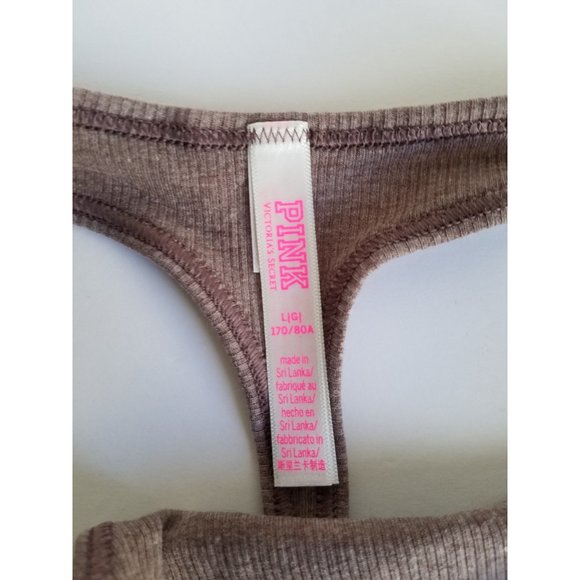 PINK
VICTORIA'S SECRET
L|G|
170/80A
made in
Sri Lanka/
fabriqué au
Sri Lanka/
hecho en
Sri Lanka/
fabbricato in
Sri Lanka/
斯里兰卡制造